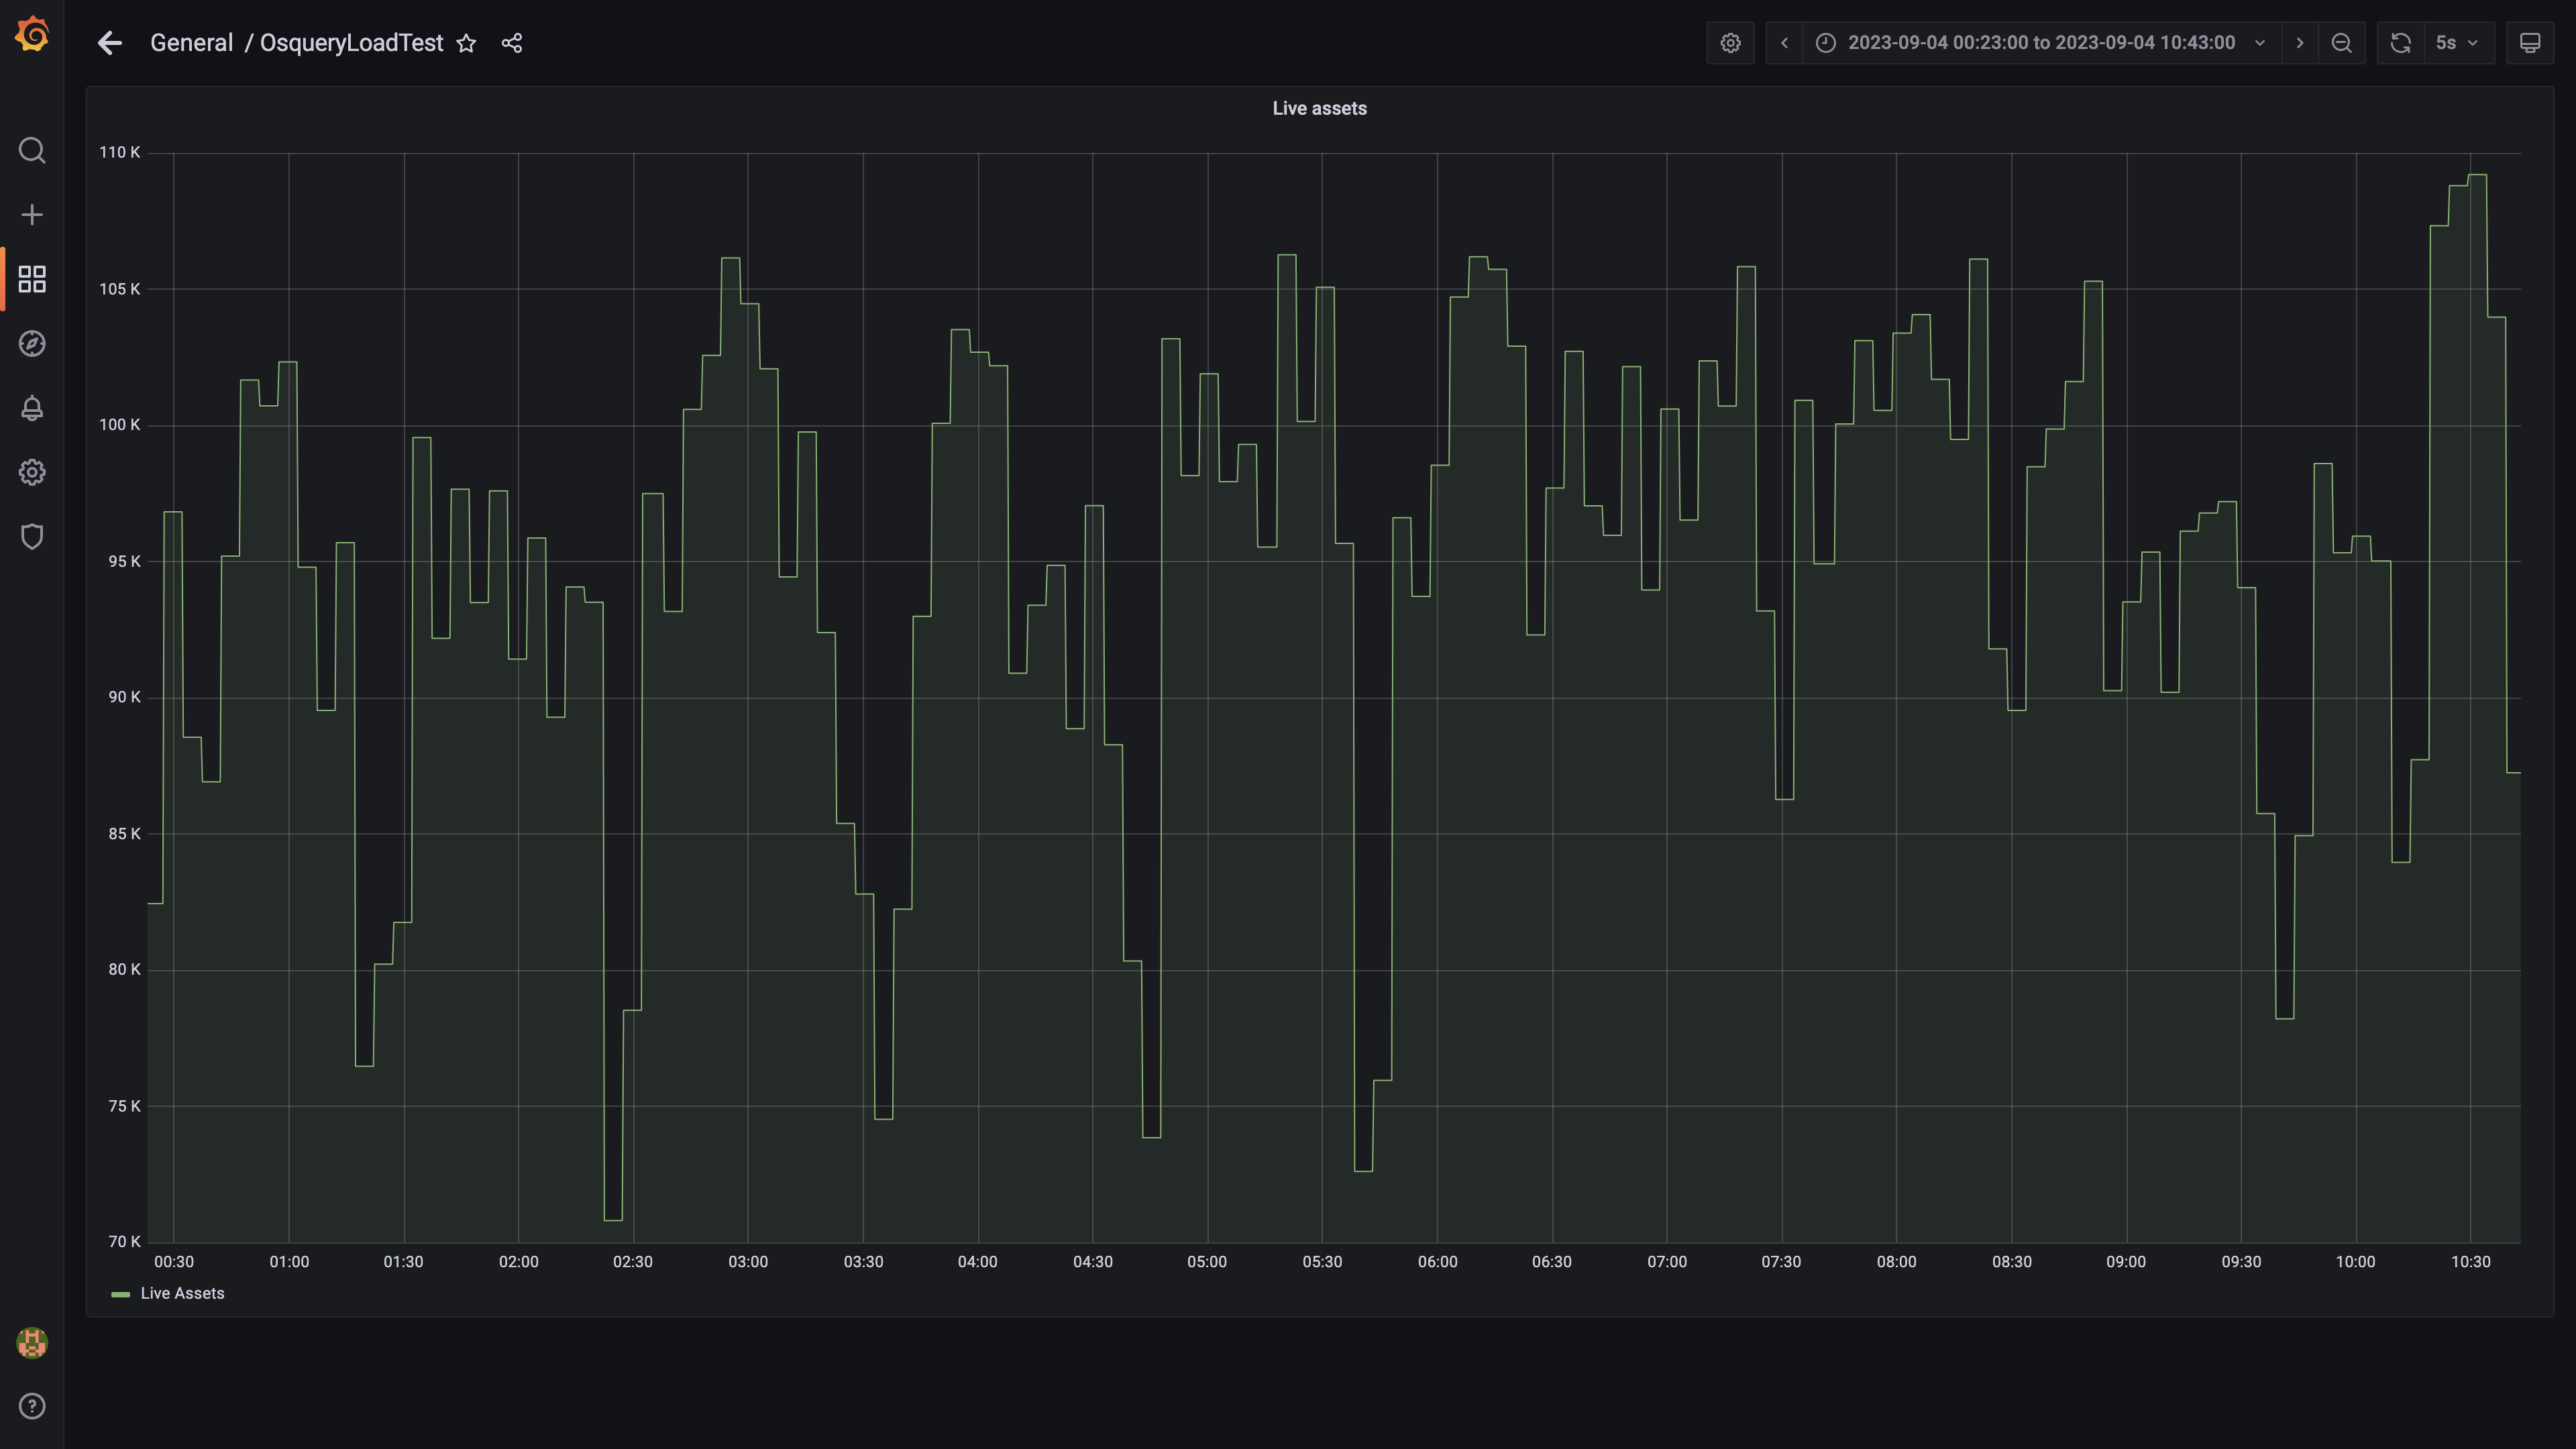 General / OsqueryLoadTest
2023-09-04 00:23:00 to 2023-09-04 10:43:00
5s
Live assets
110 K
105 K
100 K
95 K
90 K
85 K
80 K
75 K
70 K
00:30 01:00 01:30 02:00 02:30 03:00 03:30 04:00 04:30 05:00 05:30 06:00 06:30 07:00 07:30 08:00 08:30 09:00 09:30 10:00 10:30
Live Assets